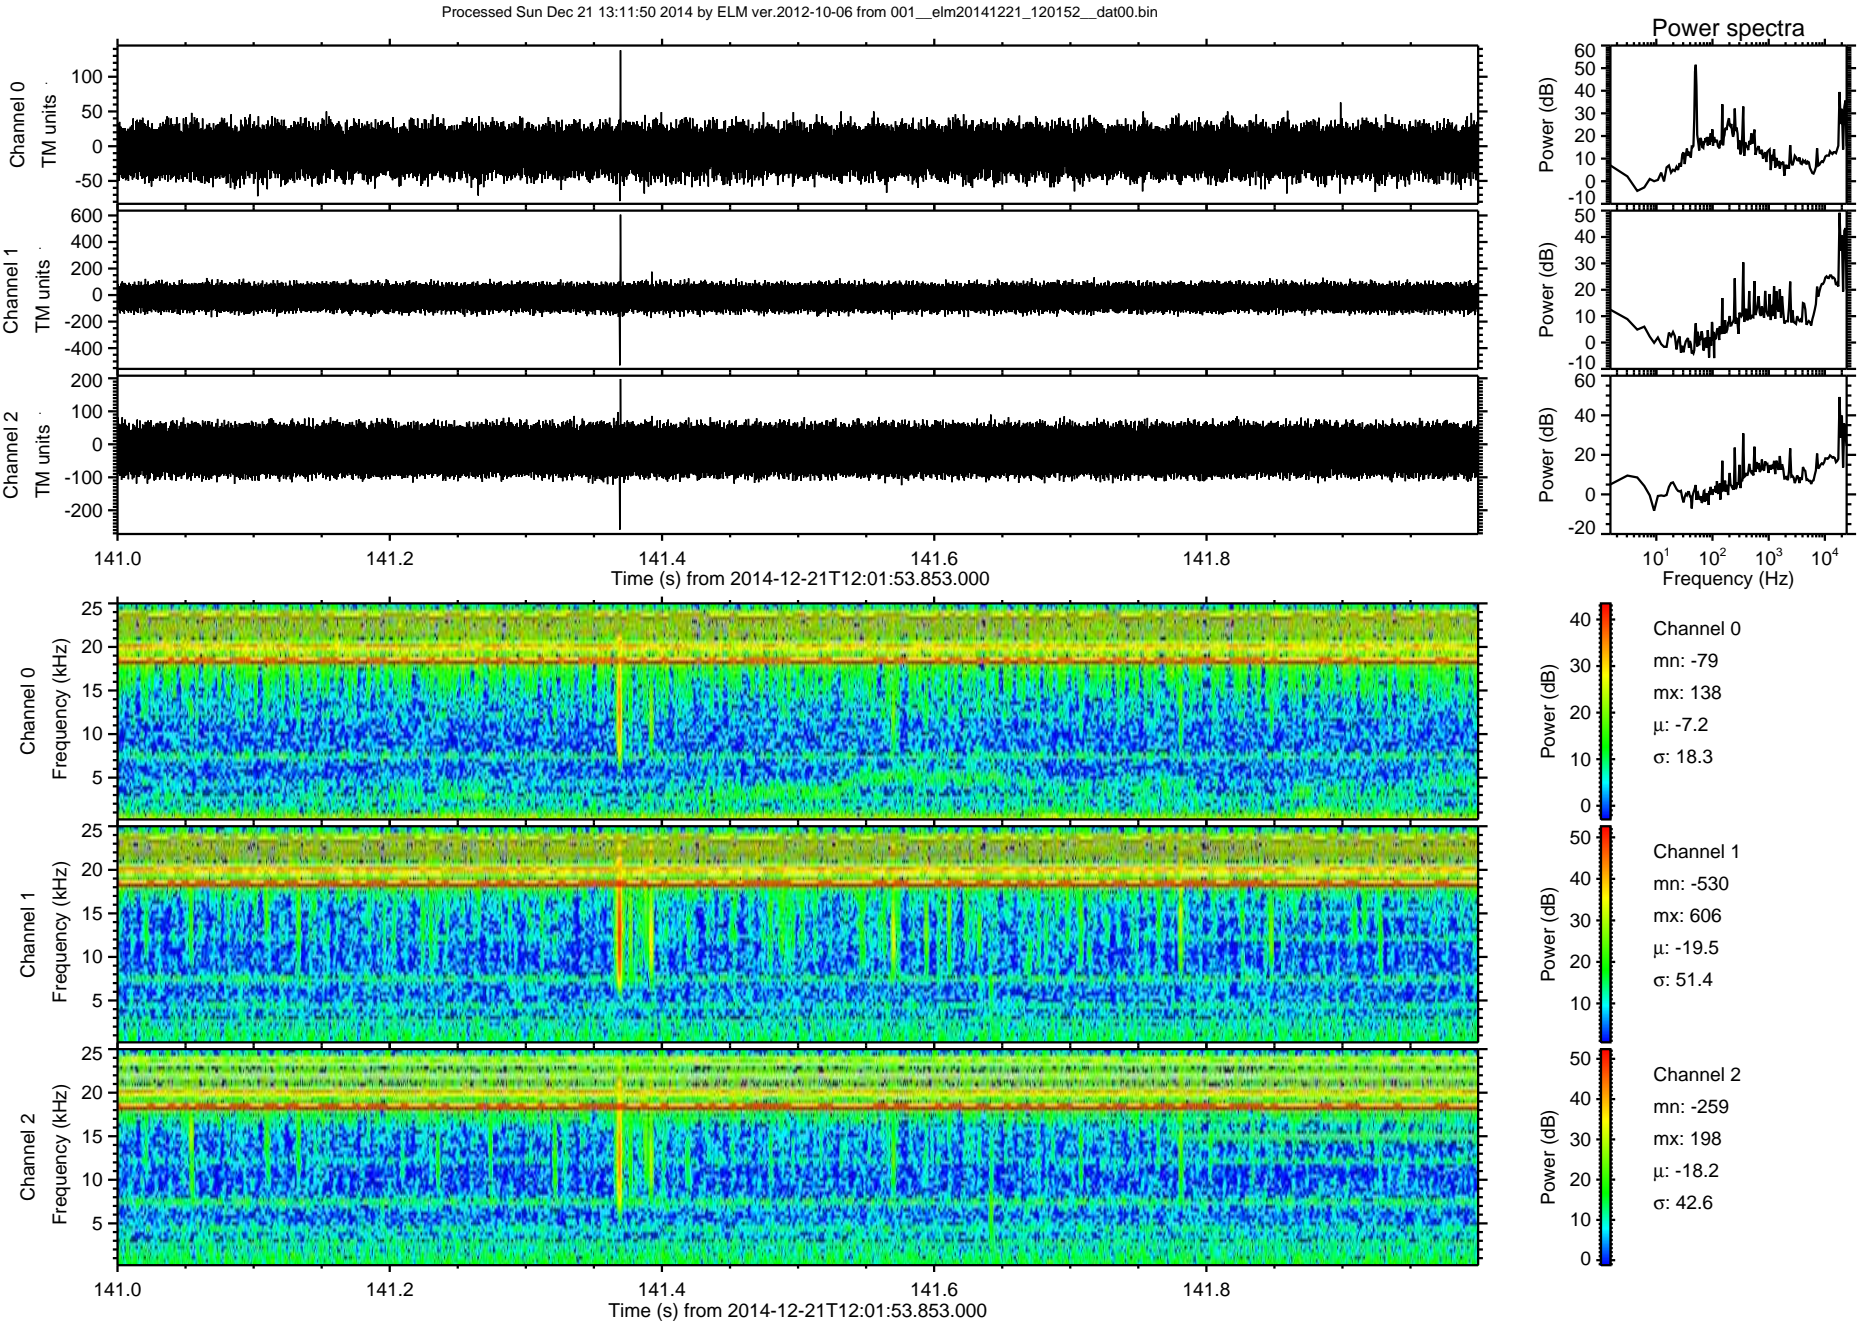 Processed Sun Dec 21 13:11:50 2014 by ELM ver.2012-10-06 from 001__elm20141221_120152__dat00.bin
Power spectra
Channel 0
TM units
100
50
0
-50
Power (dB)
60
50
40
30
20
10
0
-10
Channel 1
TM units
600
400
200
0
-200
-400
Power (dB)
50
40
30
20
10
0
-10
Channel 2
TM units
200
100
0
-100
-200
Power (dB)
60
40
20
0
-20
141.0 141.2 141.4 141.6 141.8
Time (s) from 2014-12-21T12:01:53.853.000
10¹ 10² 10³ 10⁴
Frequency (Hz)
Channel 0
Frequency (kHz)
25
20
15
10
5
Power (dB)
40
30
20
10
0
Channel 0
mn: -79
mx: 138
μ: -7.2
σ: 18.3
Channel 1
Frequency (kHz)
25
20
15
10
5
Power (dB)
50
40
30
20
10
Channel 1
mn: -530
mx: 606
μ: -19.5
σ: 51.4
Channel 2
Frequency (kHz)
25
20
15
10
5
Power (dB)
50
40
30
20
10
0
Channel 2
mn: -259
mx: 198
μ: -18.2
σ: 42.6
141.0 141.2 141.4 141.6 141.8
Time (s) from 2014-12-21T12:01:53.853.000